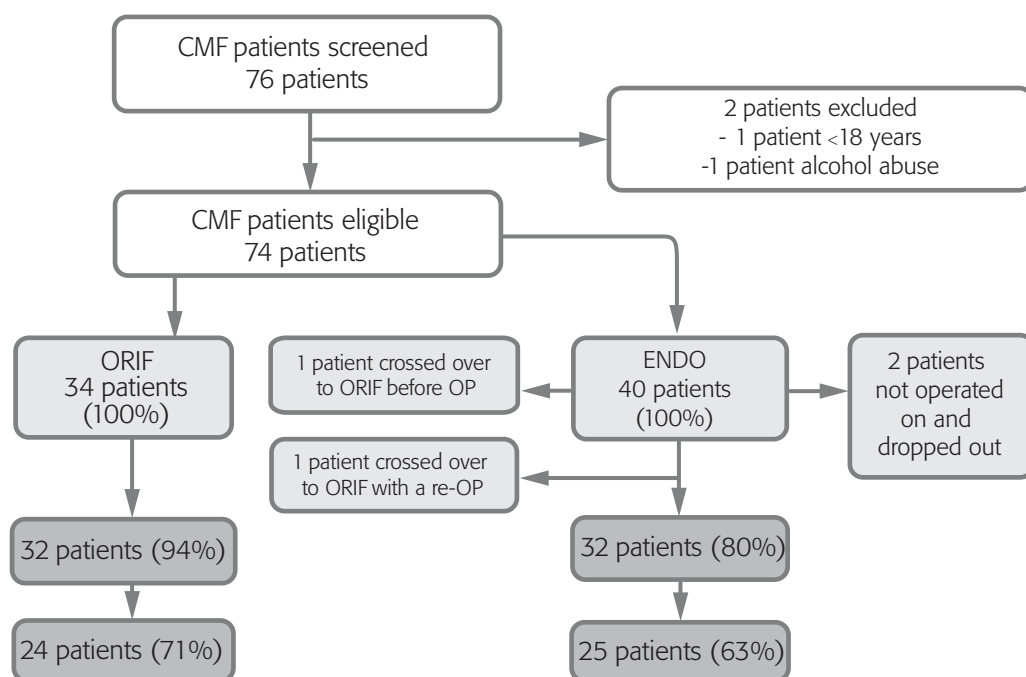 CMF patients screened
76 patients
2 patients excluded
- 1 patient <18 years
-1 patient alcohol abuse
CMF patients eligible
74 patients
ORIF
34 patients
(100%)
1 patient crossed over
to ORIF before OP
ENDO
40 patients
(100%)
2 patients
not operated
on and
dropped out
1 patient crossed over
to ORIF with a re-OP
32 patients (94%)
32 patients (80%)
24 patients (71%)
25 patients (63%)